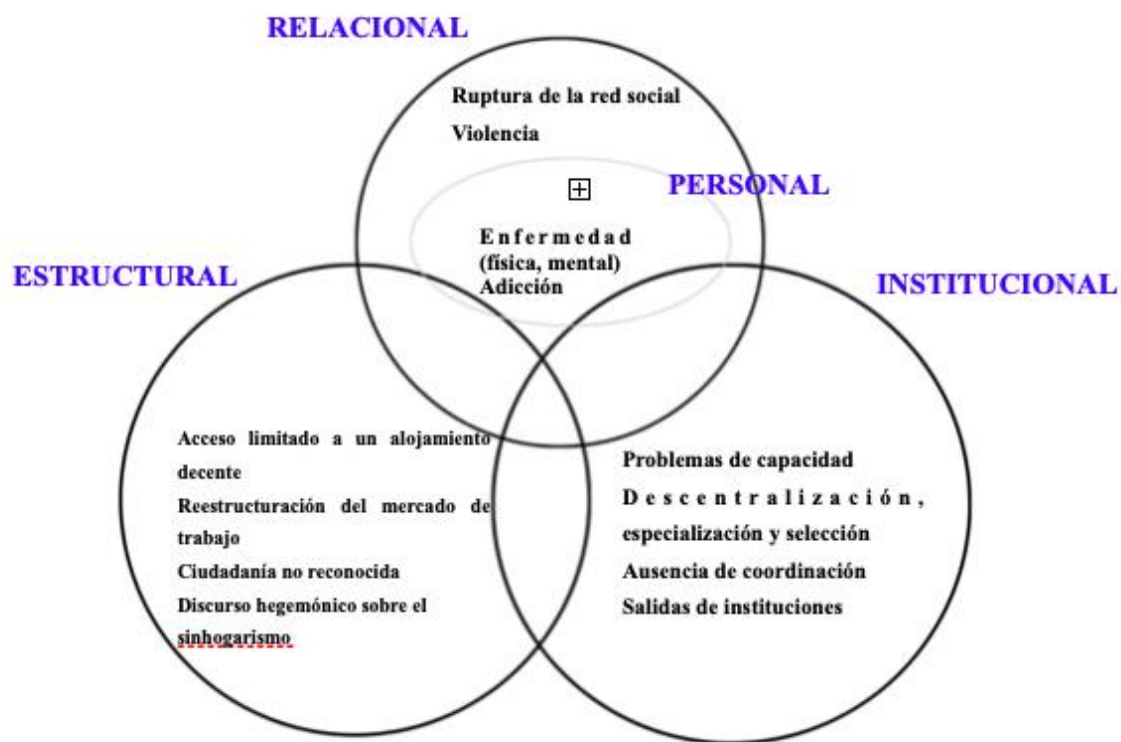 RELACIONAL
Ruptura de la red social
Violencia
PERSONAL
Enfermedad
(física, mental)
Adicción
ESTRUCTURAL
INSTITUCIONAL
Acceso limitado a un alojamiento
decente
Reestructuración del mercado de
trabajo
Ciudadanía no reconocida
Discurso hegemónico sobre el
sinhogarismo
Problemas de capacidad
Descentralización,
especialización y selección
Ausencia de coordinación
Salidas de instituciones